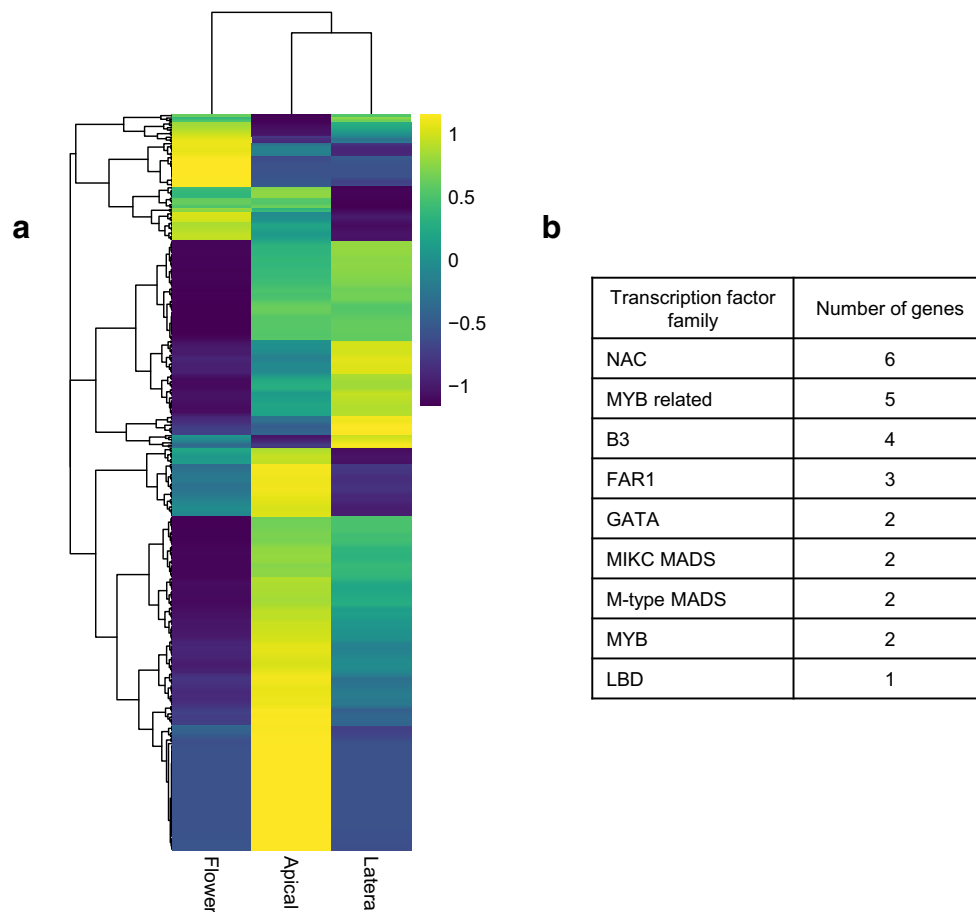 a
1
0.5
0
−0.5
−1
Flower
Apical
Latera
b
Transcription factor
family
Number of genes
NAC
6
MYB related
5
B3
4
FAR1
3
GATA
2
MIKC MADS
2
M-type MADS
2
MYB
2
LBD
1